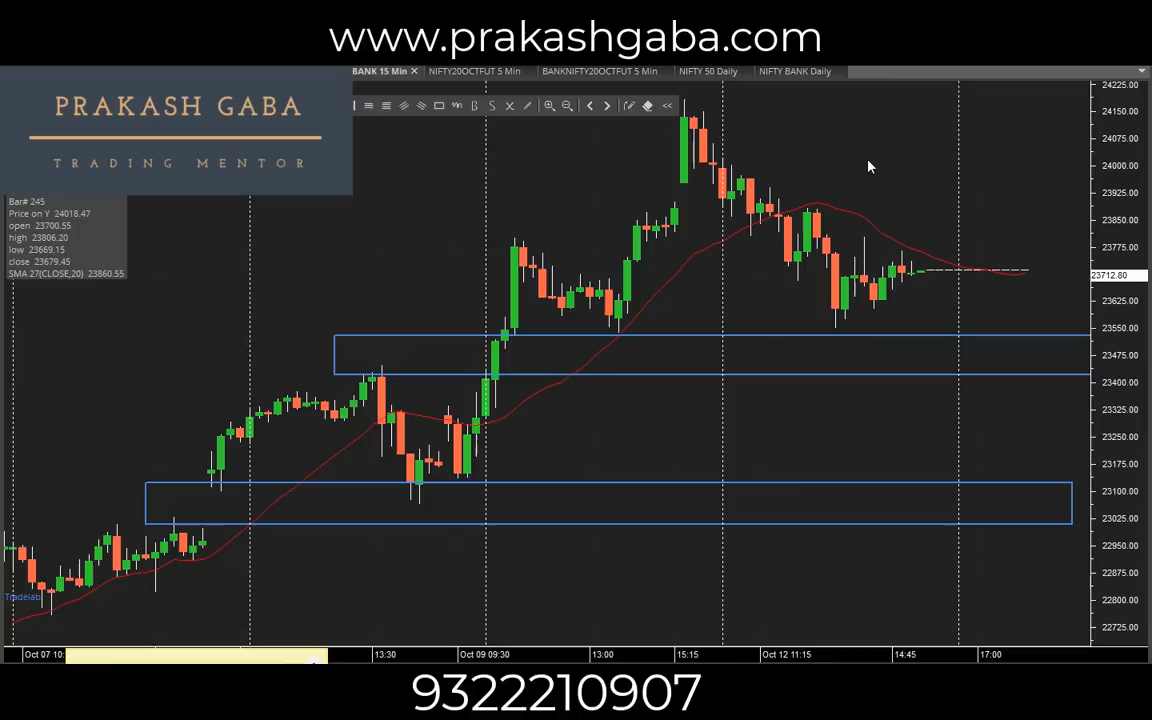 www.prakashgaba.com
BANK 15 Min
NIFTY20OCTFUT 5 Min
BANKNIFTY20OCTFUT 5 Min
NIFTY 50 Daily
NIFTY BANK Daily
PRAKASH GABA
TRADING MENTOR
Bar# 245
Price on Y 24018.47
open 23700.55
high 23806.20
low 23669.15
close 23679.45
SMA 27(CLOSE,20) 23860.55
24225.00
24150.00
24075.00
24000.00
23925.00
23850.00
23775.00
23712.80
23625.00
23550.00
23475.00
23400.00
23325.00
23250.00
23175.00
23100.00
23025.00
22950.00
22875.00
22800.00
22725.00
Tradelab
Oct 07 10:
13:30
Oct 09 09:30
13:00
15:15
Oct 12 11:15
14:45
17:00
9322210907